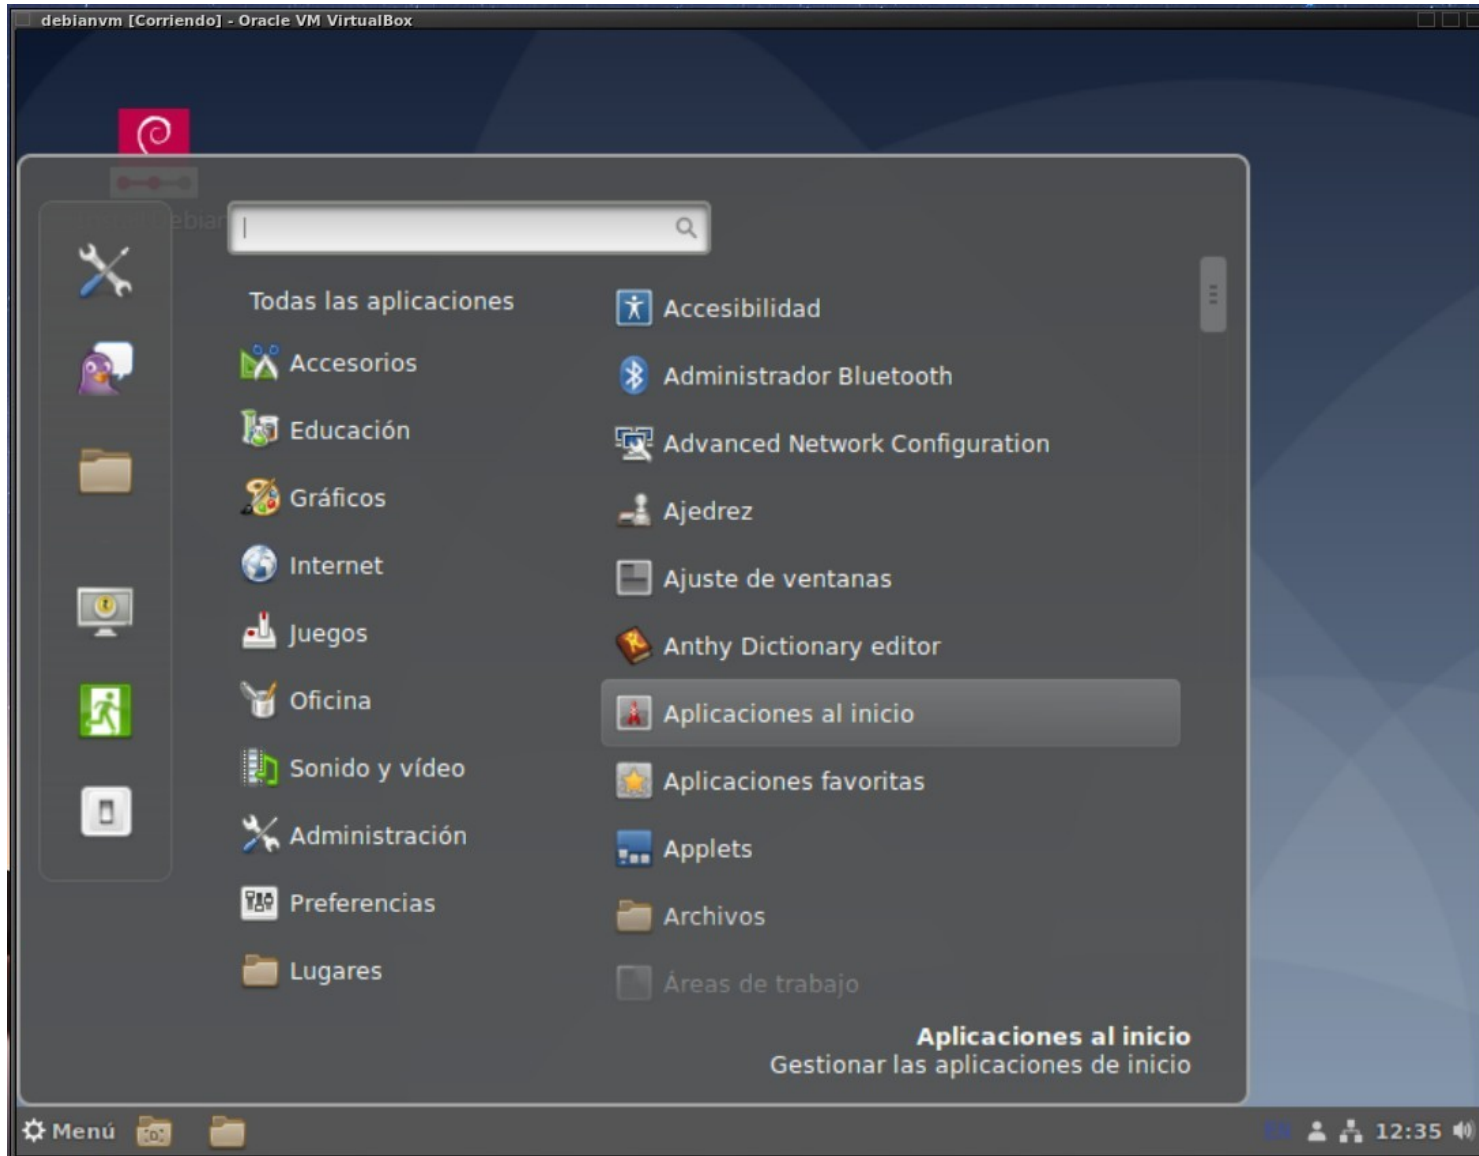 debianvm [Corriendo] - Oracle VM VirtualBox
Todas las aplicaciones
Accesorios
Educación
Gráficos
Internet
Juegos
Oficina
Sonido y vídeo
Administración
Preferencias
Lugares
Accesibilidad
Administrador Bluetooth
Advanced Network Configuration
Ajedrez
Ajuste de ventanas
Anthy Dictionary editor
Aplicaciones al inicio
Aplicaciones favoritas
Applets
Archivos
Áreas de trabajo
Aplicaciones al inicio
Gestionar las aplicaciones de inicio
Menú
12:35